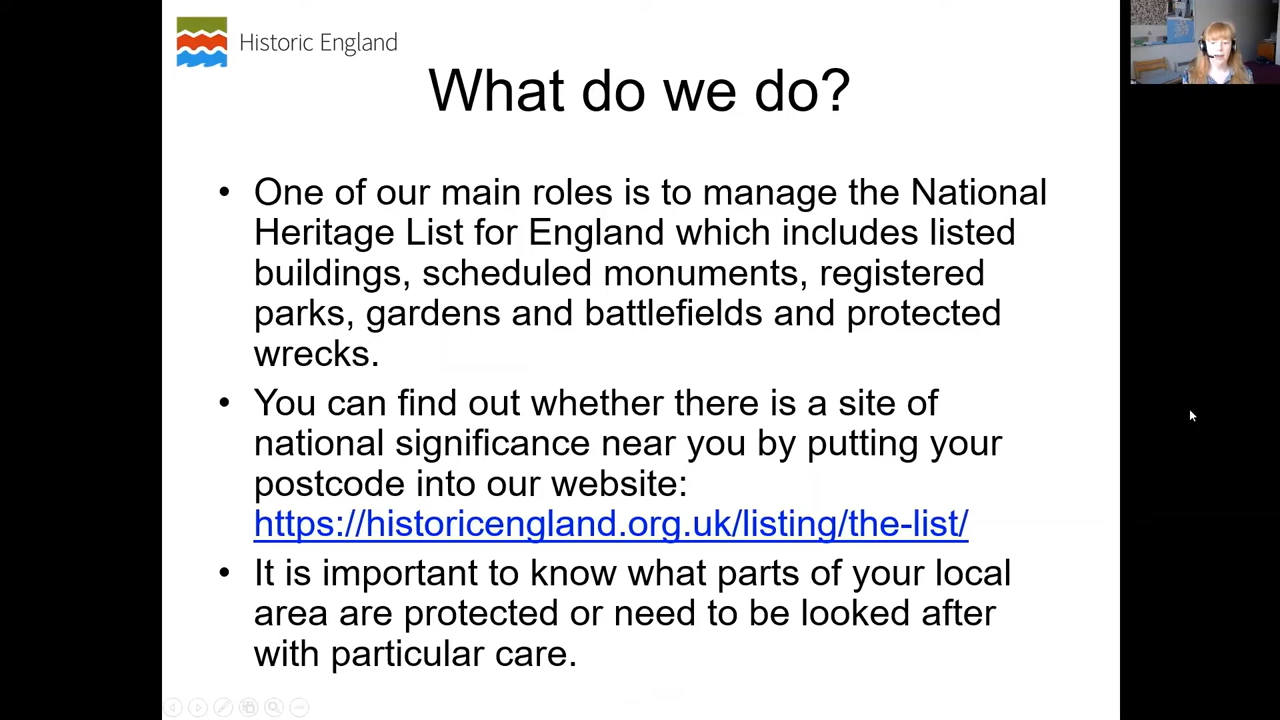 Historic England
What do we do?
• One of our main roles is to manage the National
Heritage List for England which includes listed
buildings, scheduled monuments, registered
parks, gardens and battlefields and protected
wrecks.
• You can find out whether there is a site of
national significance near you by putting your
postcode into our website:
https://historicengland.org.uk/listing/the-list/
• It is important to know what parts of your local
area are protected or need to be looked after
with particular care.